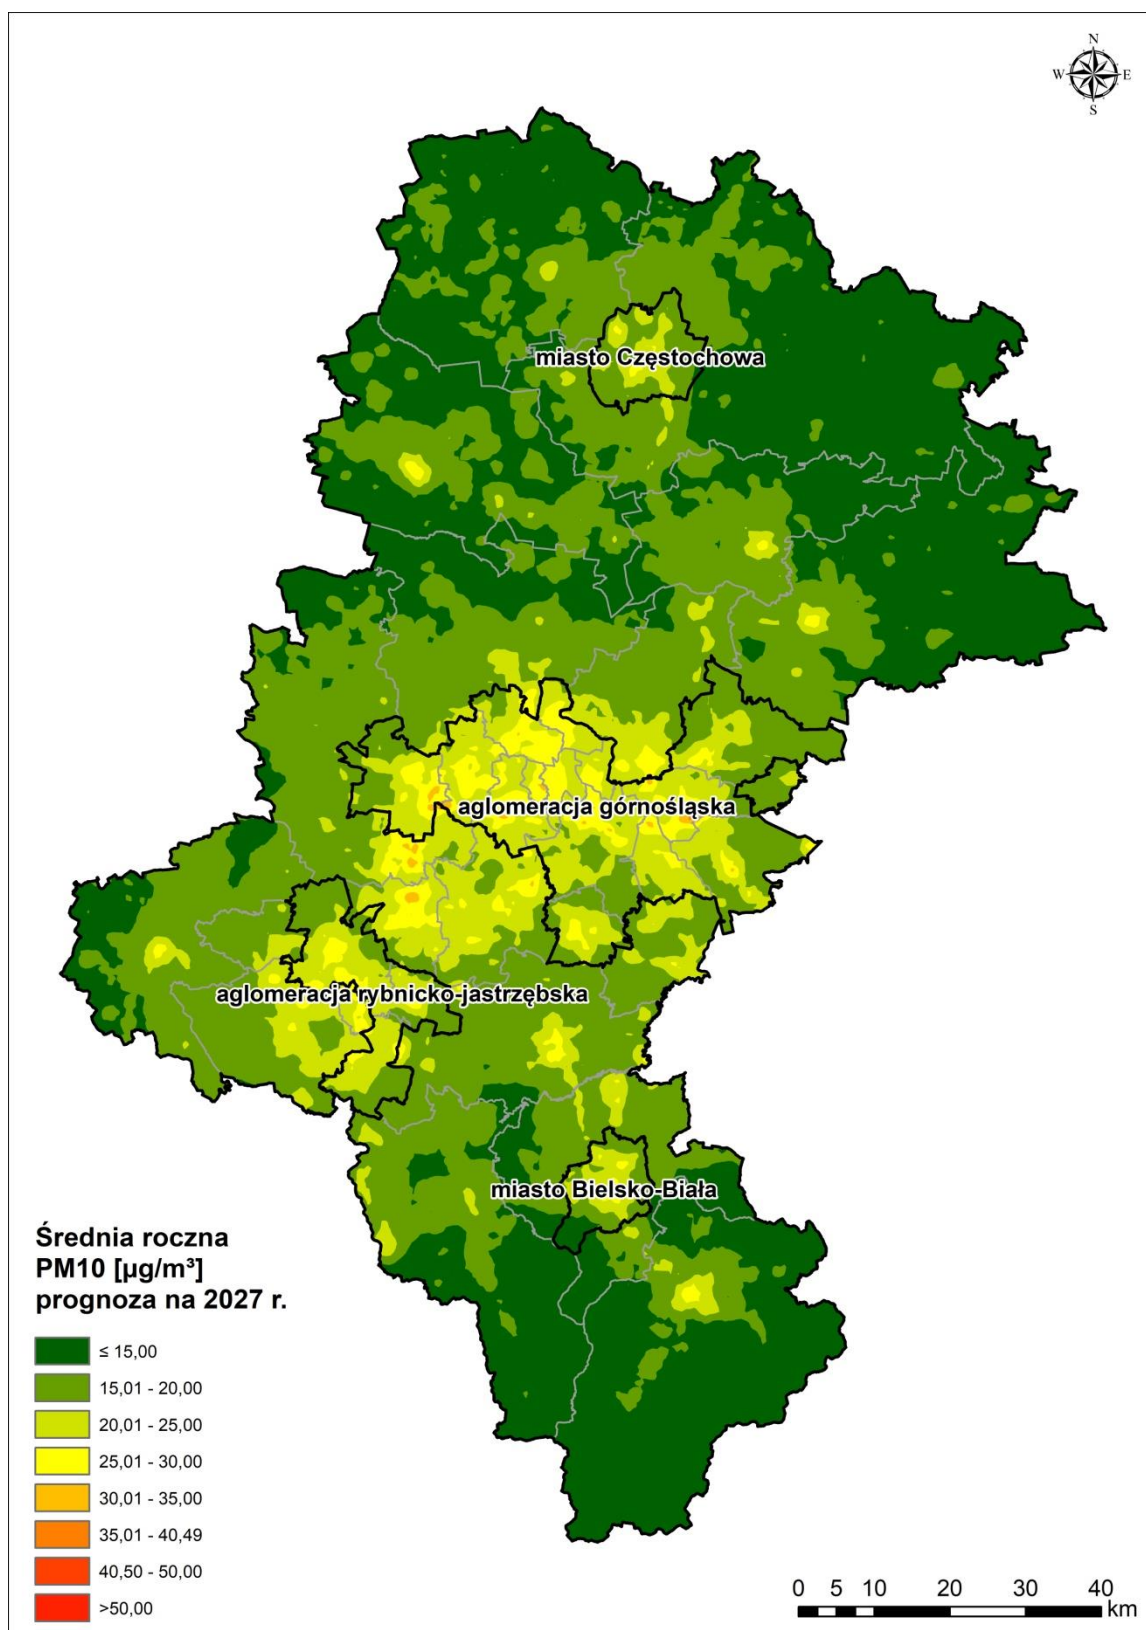 N
W E
S
miasto Częstochowa
aglomeracja górnośląska
aglomeracja rybnicko-jastrzębska
miasto Bielsko-Biała
Średnia roczna
PM10 [µg/m³]
prognoza na 2027 r.
≤ 15,00
15,01 - 20,00
20,01 - 25,00
25,01 - 30,00
30,01 - 35,00
35,01 - 40,49
40,50 - 50,00
>50,00
0 5 10 20 30 40
km